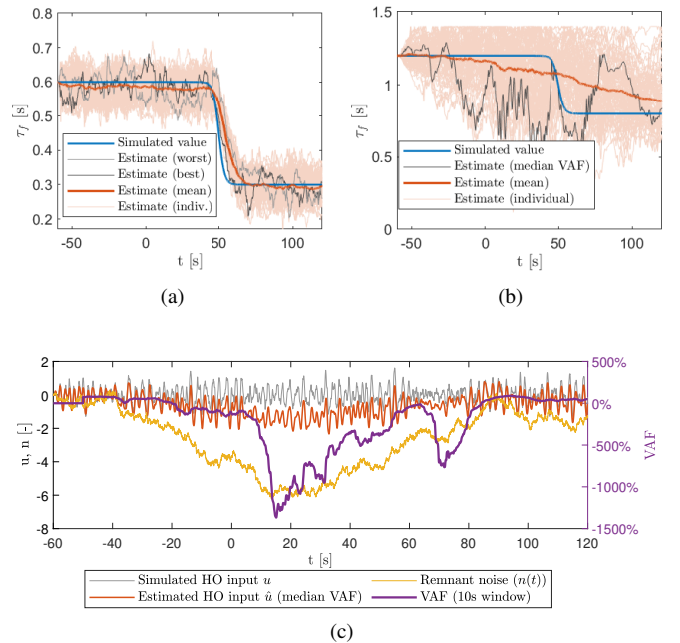 0.8
0.7
0.6
0.5
0.4
0.3
0.2
τf [s]
Simulated value
Estimate (worst)
Estimate (best)
Estimate (mean)
Estimate (indiv.)
-50 0 50 100
t [s]
(a)
1.5
1
0.5
0
τf [s]
Simulated value
Estimate (median VAF)
Estimate (mean)
Estimate (individual)
-50 0 50 100
t [s]
(b)
2
0
-2
-4
-6
-8
u, n [-]
500%
0%
-500%
-1000%
-1500%
VAF
-60 -40 -20 0 20 40 60 80 100 120
t [s]
Simulated HO input u
Estimated HO input û (median VAF)
Remnant noise (n(t))
VAF (10s window)
(c)